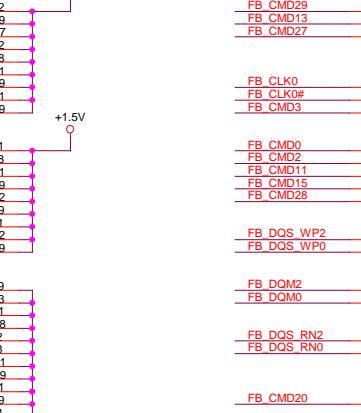 FB_CMD29
FB_CMD13
FB_CMD27
FB_CLK0
FB_CLK0#
FB_CMD3
+1.5V
FB_CMD0
FB_CMD2
FB_CMD11
FB_CMD15
FB_CMD28
FB_DQS_WP2
FB_DQS_WP0
FB_DQM2
FB_DQM0
FB_DQS_RN2
FB_DQS_RN0
FB_CMD20